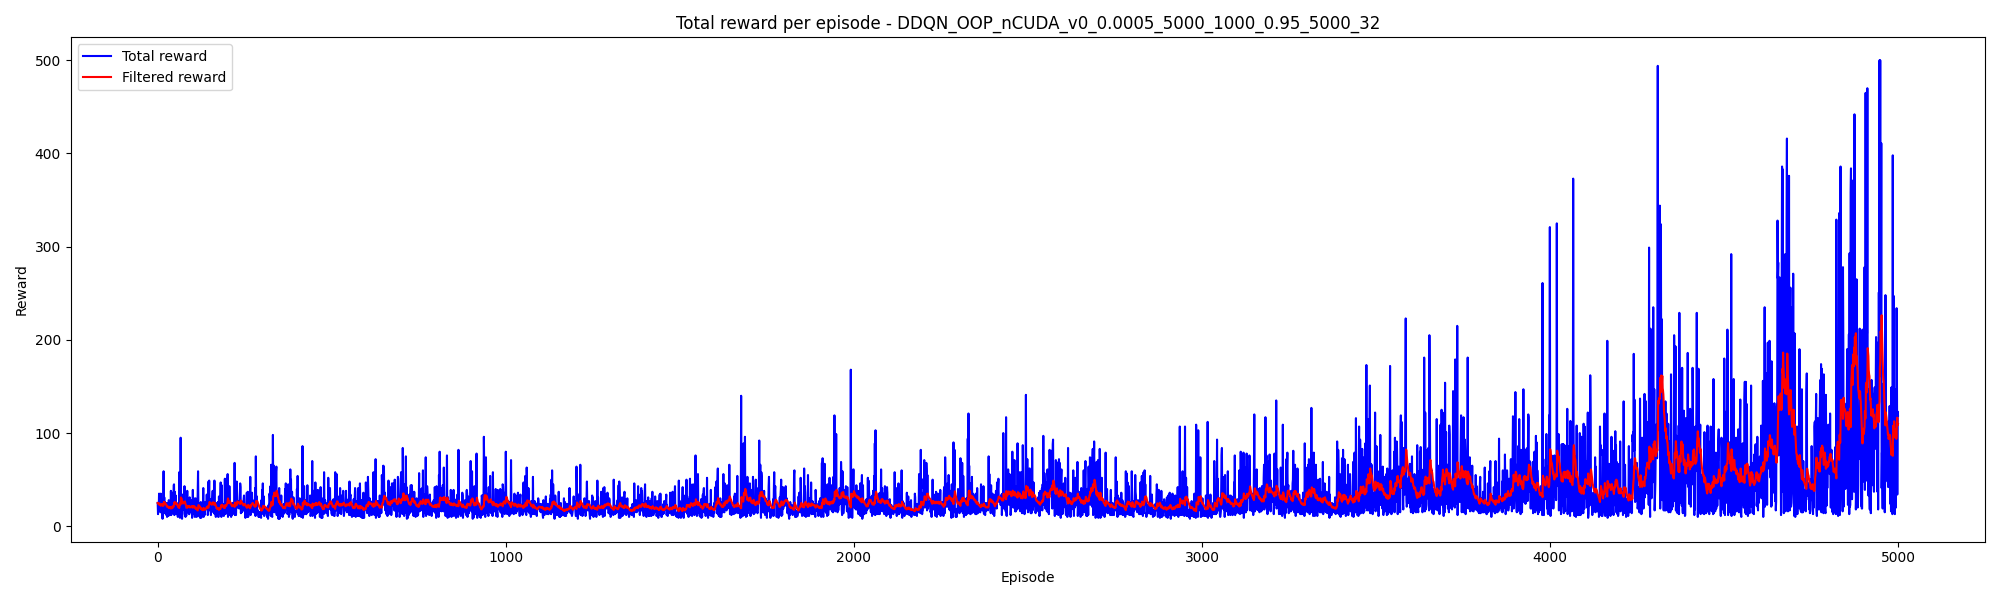 Total reward per episode - DDQN_OOP_nCUDA_v0_0.0005_5000_1000_0.95_5000_32
Total reward
Filtered reward
500
400
300
200
100
0
Reward
0 1000 2000 3000 4000 5000
Episode